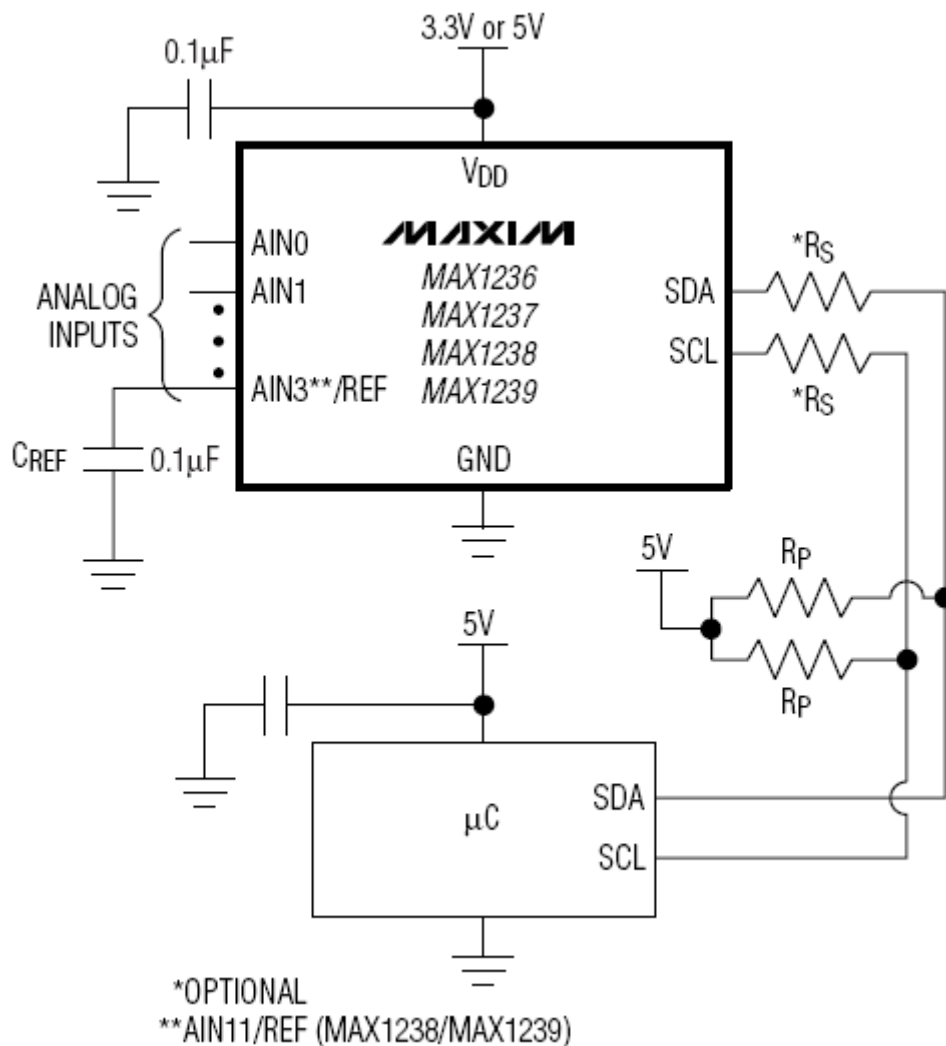 3.3V or 5V
0.1µF
VDD
MAXIM
ANALOG
INPUTS
AIN0
AIN1
AIN3**/REF
MAX1236
MAX1237
MAX1238
MAX1239
SDA
SCL
*RS
*RS
CREF
0.1µF
GND
5V
RP
RP
5V
µC
SDA
SCL
*OPTIONAL
**AIN11/REF (MAX1238/MAX1239)